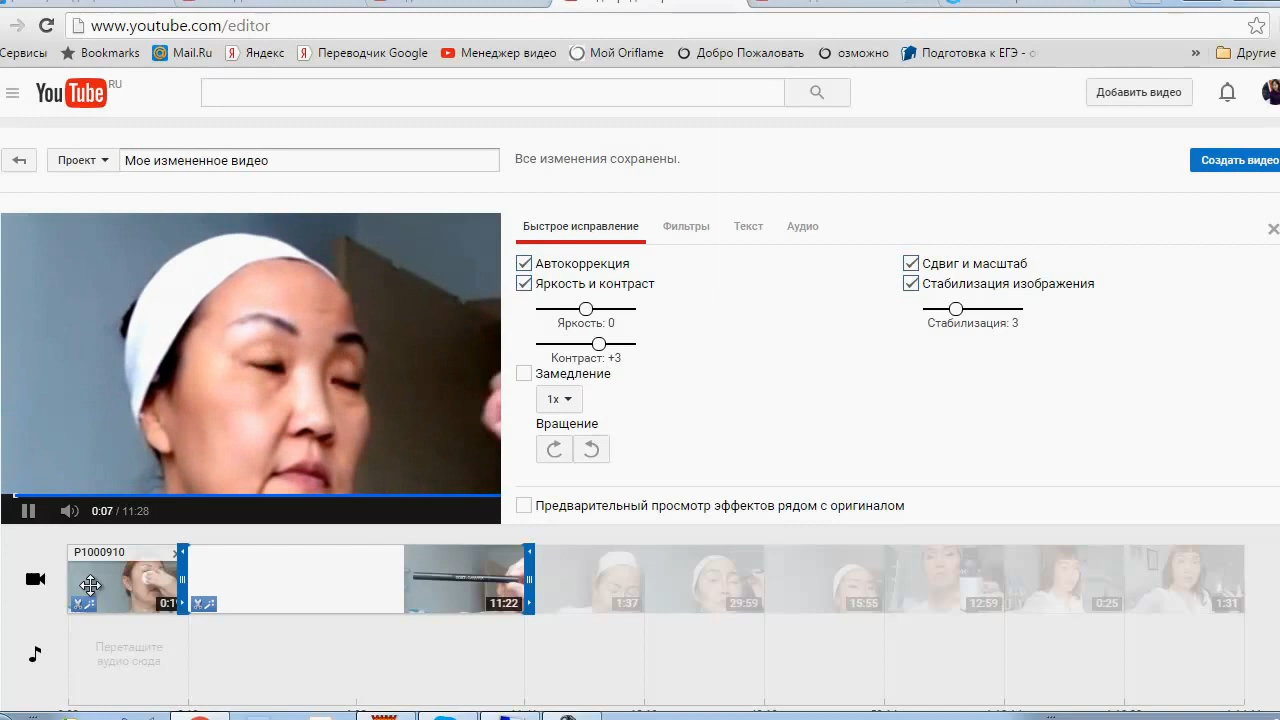 www.youtube.com/editor
Сервисы Bookmarks Mail.Ru Яндекс Переводчик Google Менеджер видео Мой Oriflame Добро Пожаловать озможно Подготовка к ЕГЭ - » Другие
YouTube RU Добавить видео
Проект Мое измененное видео Все изменения сохранены. Создать видео
Быстрое исправление Фильтры Текст Аудио
Автокоррекция Сдвиг и масштаб
Яркость и контраст Стабилизация изображения
Яркость: 0 Стабилизация: 3
Контраст: +3
Замедление
1x
Вращение
Предварительный просмотр эффектов рядом с оригиналом
0:07 / 11:28
P1000910
11:22 1:37 29:59 15:55 12:59 0:25 1:31
Перетащите
аудио сюда